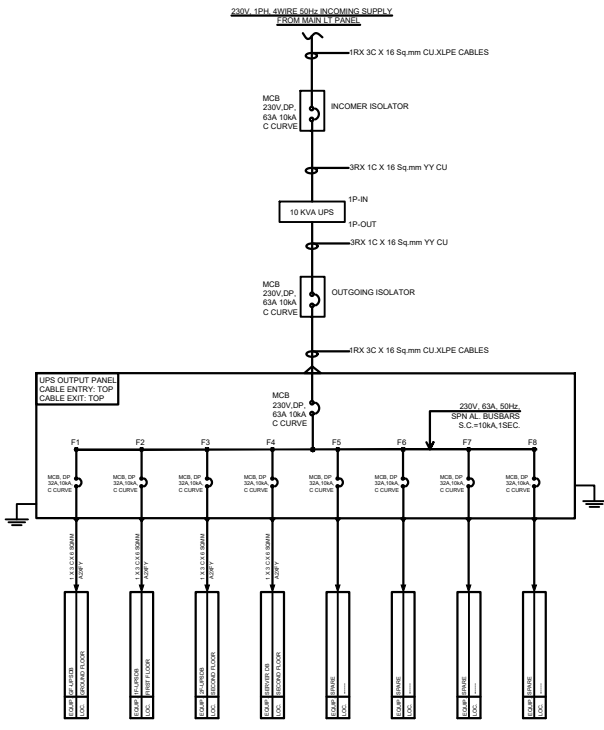 230V, 1PH, 4WIRE 50Hz INCOMING SUPPLY
FROM MAIN LT PANEL
1RX 3C X 16 Sq.mm CU.XLPE CABLES
MCB
230V,DP,
63A 10kA
C CURVE
INCOMER ISOLATOR
3RX 1C X 16 Sq.mm YY CU
1P-IN
10 KVA UPS
1P-OUT
3RX 1C X 16 Sq.mm YY CU
MCB
230V,DP,
63A 10kA
C CURVE
OUTGOING ISOLATOR
1RX 3C X 16 Sq.mm CU.XLPE CABLES
UPS OUTPUT PANEL
CABLE ENTRY: TOP
CABLE EXIT: TOP
MCB
230V,DP,
63A 10kA
C CURVE
230V, 63A, 50Hz,
SPN AL. BUSBARS
S.C.=10kA,1SEC.
F1
F2
F3
F4
F5
F6
F7
F8
MCB, DP
32A,10kA,
C CURVE
MCB, DP
32A,10kA,
C CURVE
MCB, DP
32A,10kA,
C CURVE
MCB, DP
32A,10kA,
C CURVE
MCB, DP
32A,10kA,
C CURVE
MCB, DP
32A,10kA,
C CURVE
MCB, DP
32A,10kA,
C CURVE
MCB, DP
32A,10kA,
C CURVE
1 X 3 C X 6 SQMM
A2XFY
1 X 3 C X 6 SQMM
A2XFY
1 X 3 C X 6 SQMM
A2XFY
1 X 3 C X 6 SQMM
A2XFY
EQUIP GF-UPSDB
LOC. GROUND FLOOR
EQUIP 1F-UPSDB
LOC. FIRST FLOOR
EQUIP 2F-UPSDB
LOC. SECOND FLOOR
EQUIP SERVER DB
LOC. SECOND FLOOR
EQUIP SPARE
LOC. -----
EQUIP SPARE
LOC. -----
EQUIP SPARE
LOC. -----
EQUIP SPARE
LOC. -----